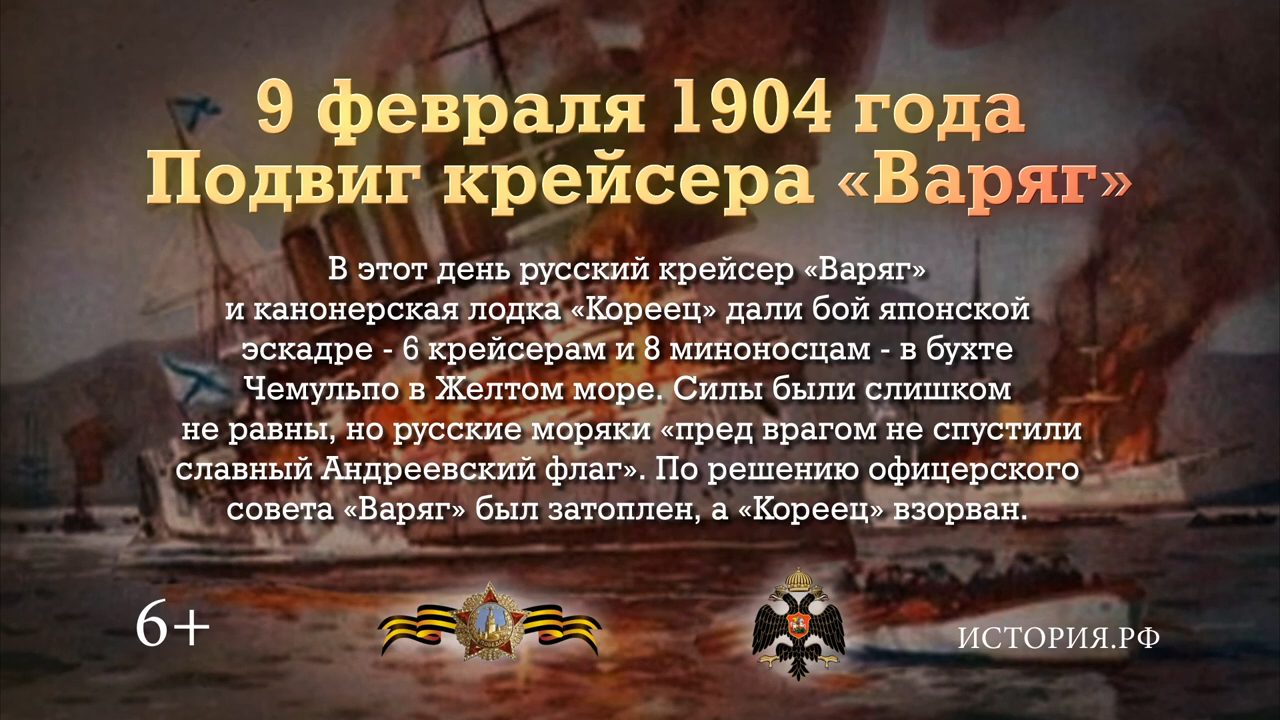 9 февраля 1904 года
Подвиг крейсера «Варяг»
В этот день русский крейсер «Варяг»
и канонерская лодка «Кореец» дали бой японской
эскадре - 6 крейсерам и 8 миноносцам - в бухте
Чемульпо в Желтом море. Силы были слишком
не равны, но русские моряки «пред врагом не спустили
славный Андреевский флаг». По решению офицерского
совета «Варяг» был затоплен, а «Кореец» взорван.
6+
ИСТОРИЯ.РФ